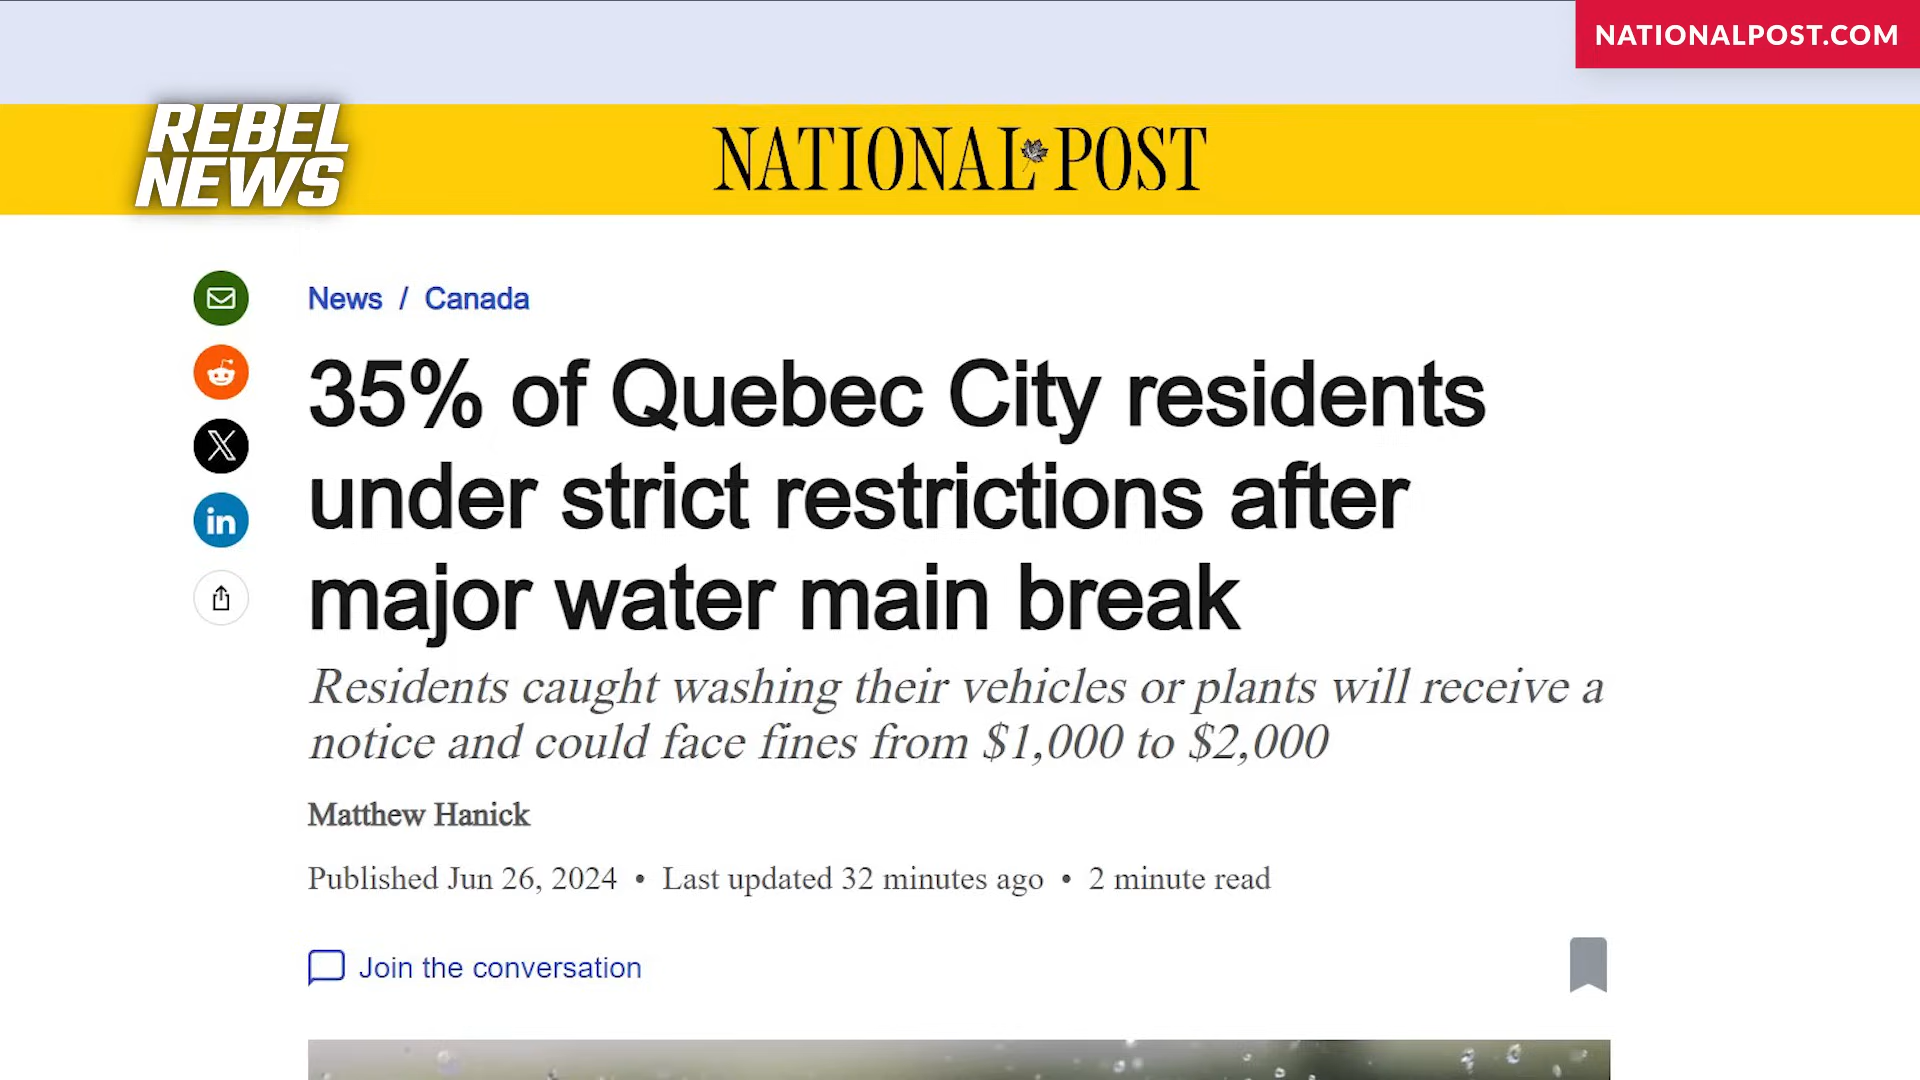 NATIONALPOST.COM
REBEL
NEWS
NATIONAL POST
News / Canada
35% of Quebec City residents
under strict restrictions after
major water main break
Residents caught washing their vehicles or plants will receive a
notice and could face fines from $1,000 to $2,000
Matthew Hanick
Published Jun 26, 2024 • Last updated 32 minutes ago • 2 minute read
Join the conversation